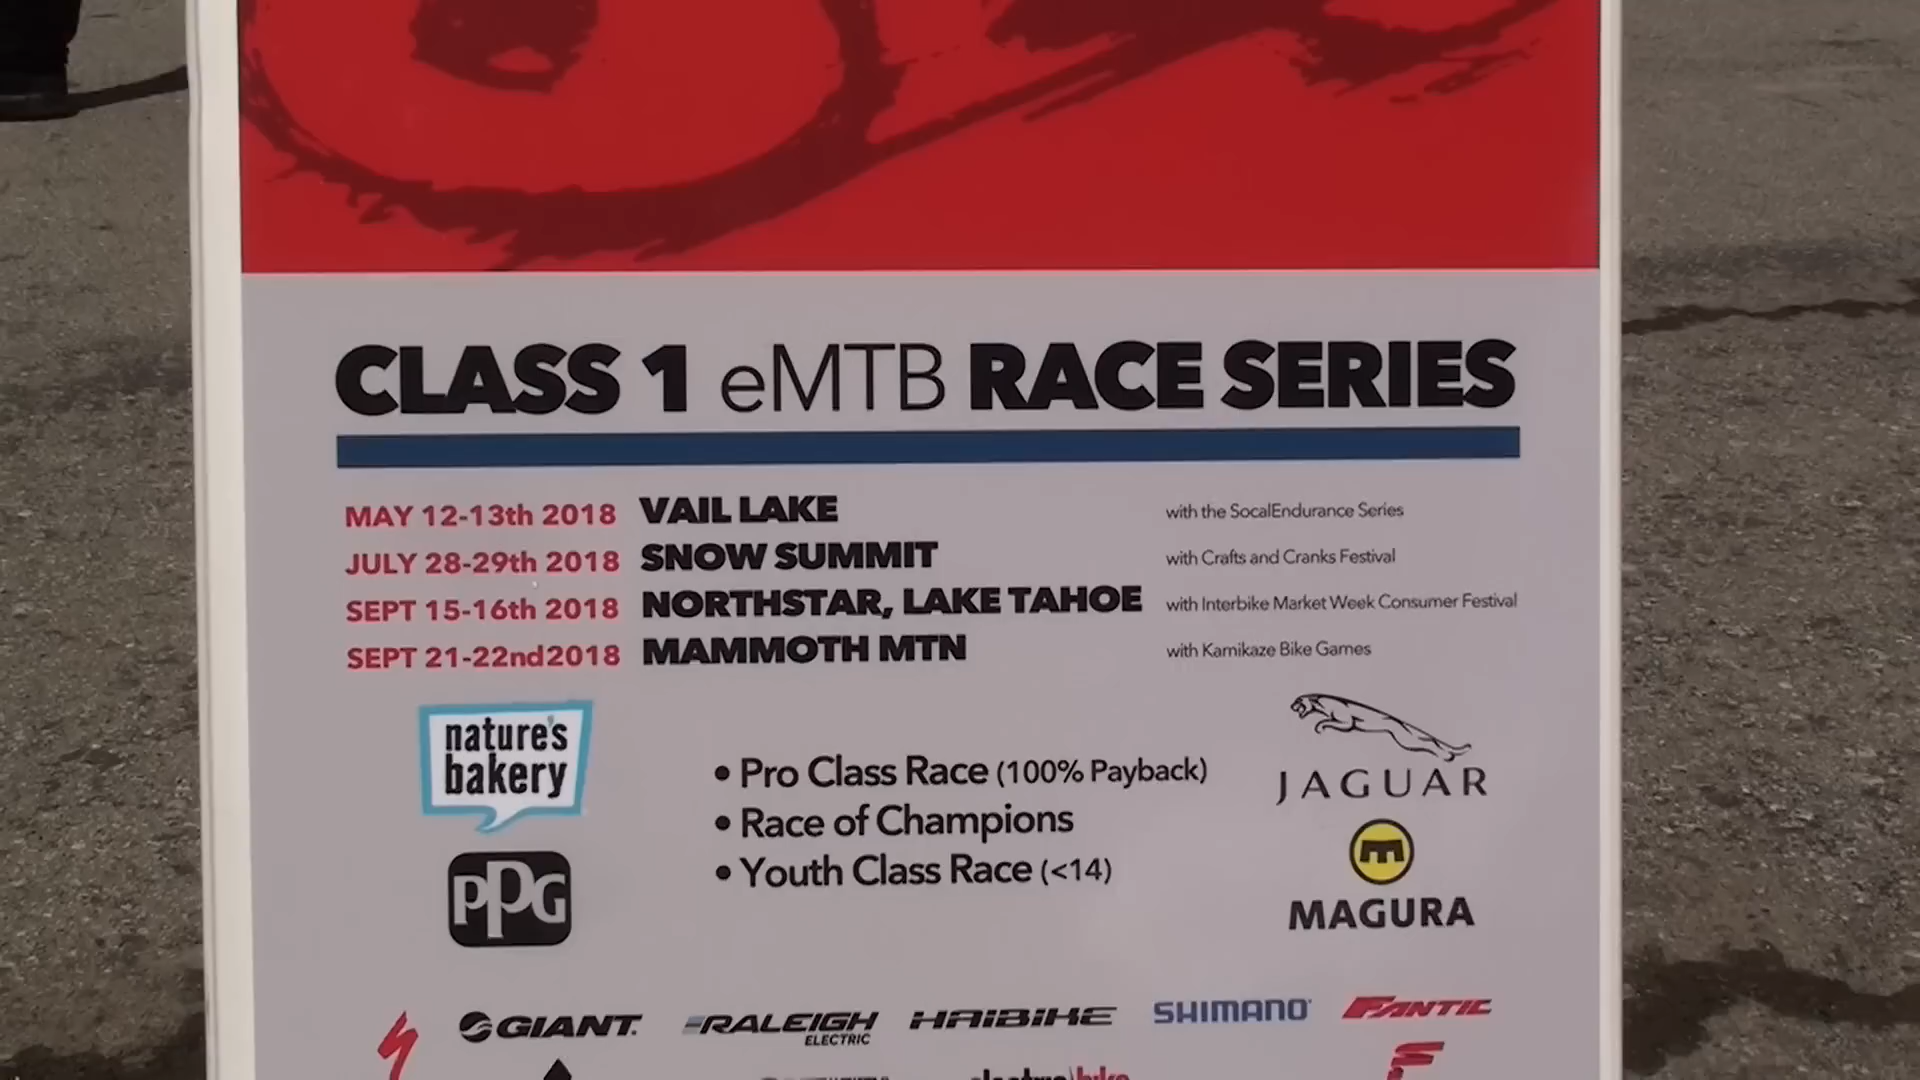 CLASS 1 eMTB RACE SERIES
MAY 12-13th 2018 VAIL LAKE with the SocalEndurance Series
JULY 28-29th 2018 SNOW SUMMIT with Crafts and Cranks Festival
SEPT 15-16th 2018 NORTHSTAR, LAKE TAHOE with Interbike Market Week Consumer Festival
SEPT 21-22nd2018 MAMMOTH MTN with Kamikaze Bike Games
nature's
bakery
PPG
• Pro Class Race (100% Payback)
• Race of Champions
• Youth Class Race (<14)
JAGUAR
m
MAGURA
GIANT.
RALEIGH
ELECTRIC
HAIBIKE
SHIMANO
FANTIC